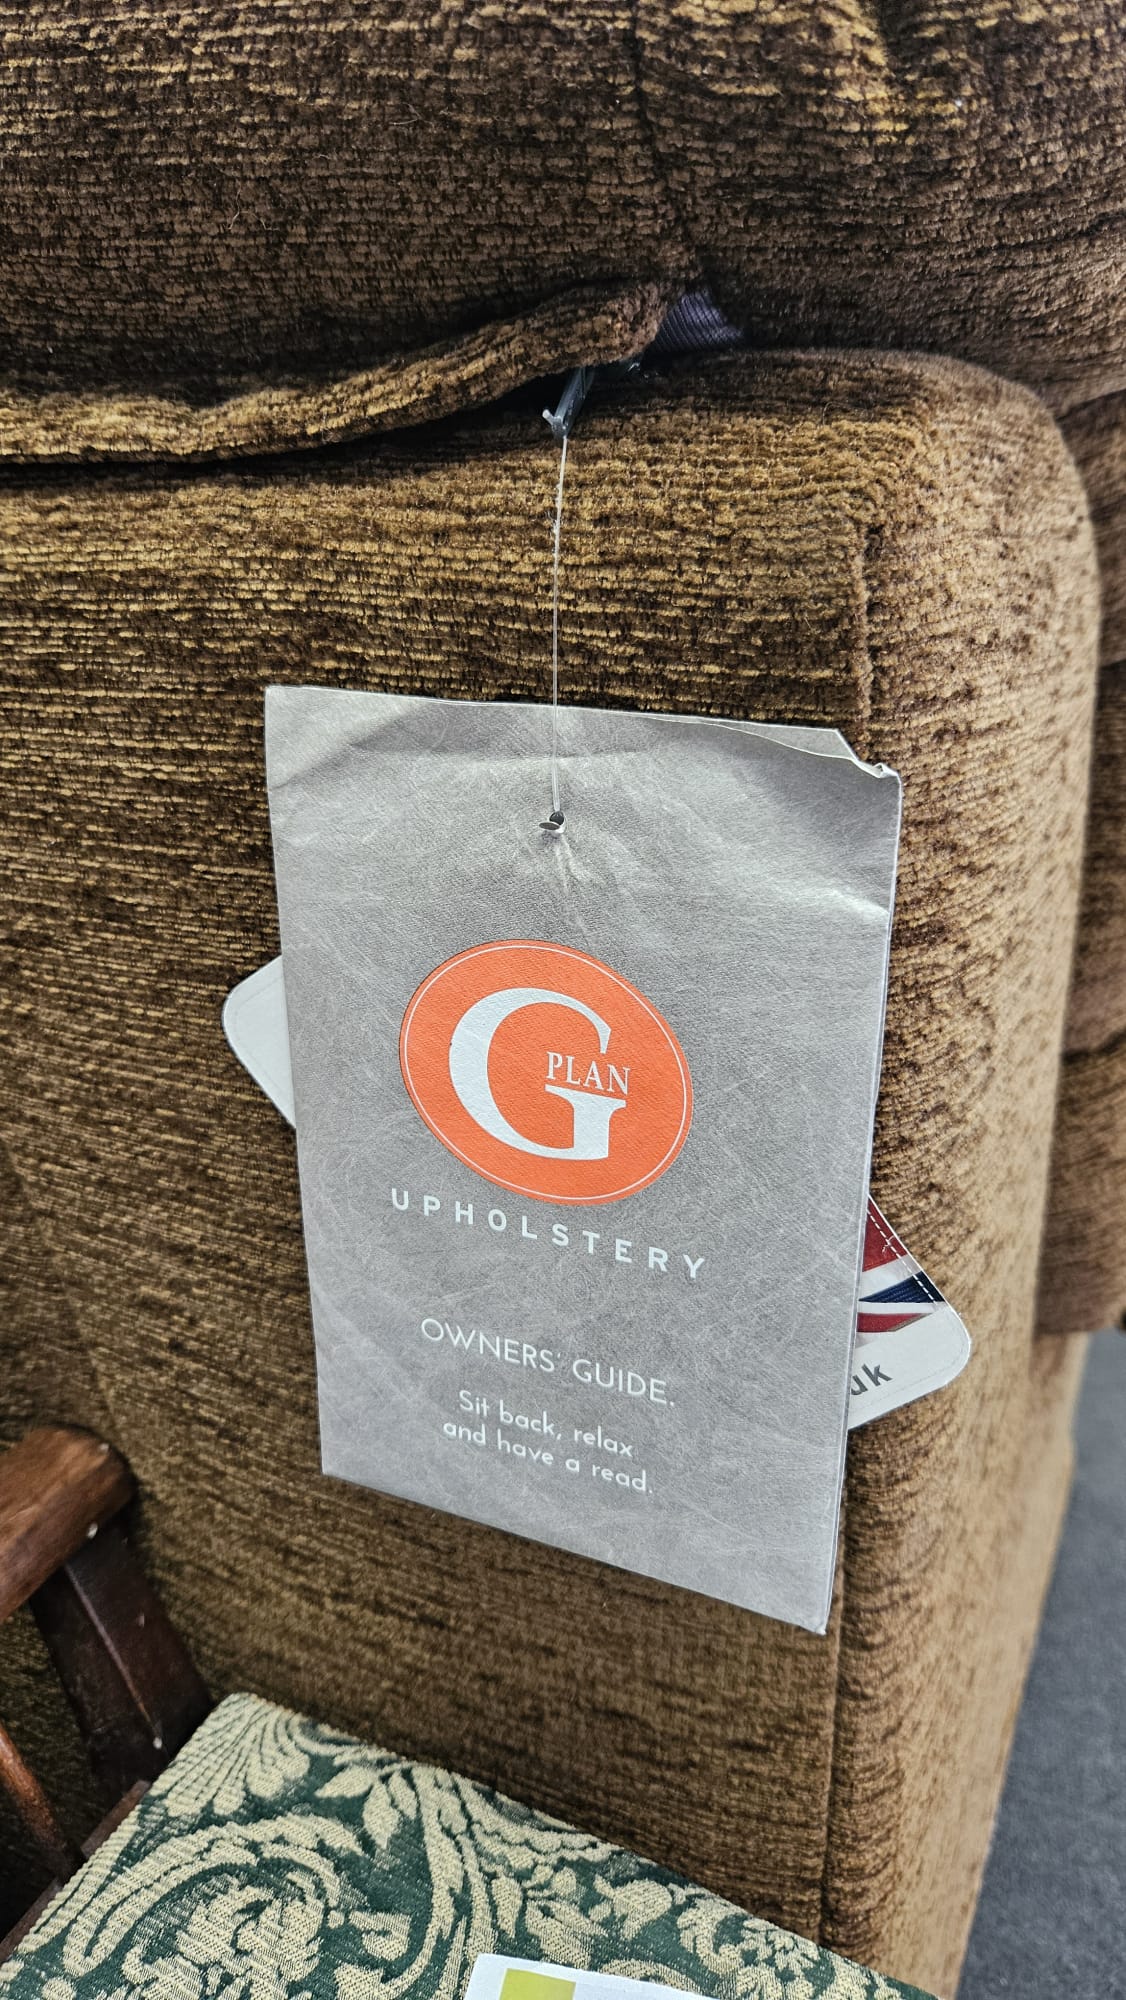 G PLAN
UPHOLSTERY
OWNERS' GUIDE.
Sit back, relax
and have a read.
uk